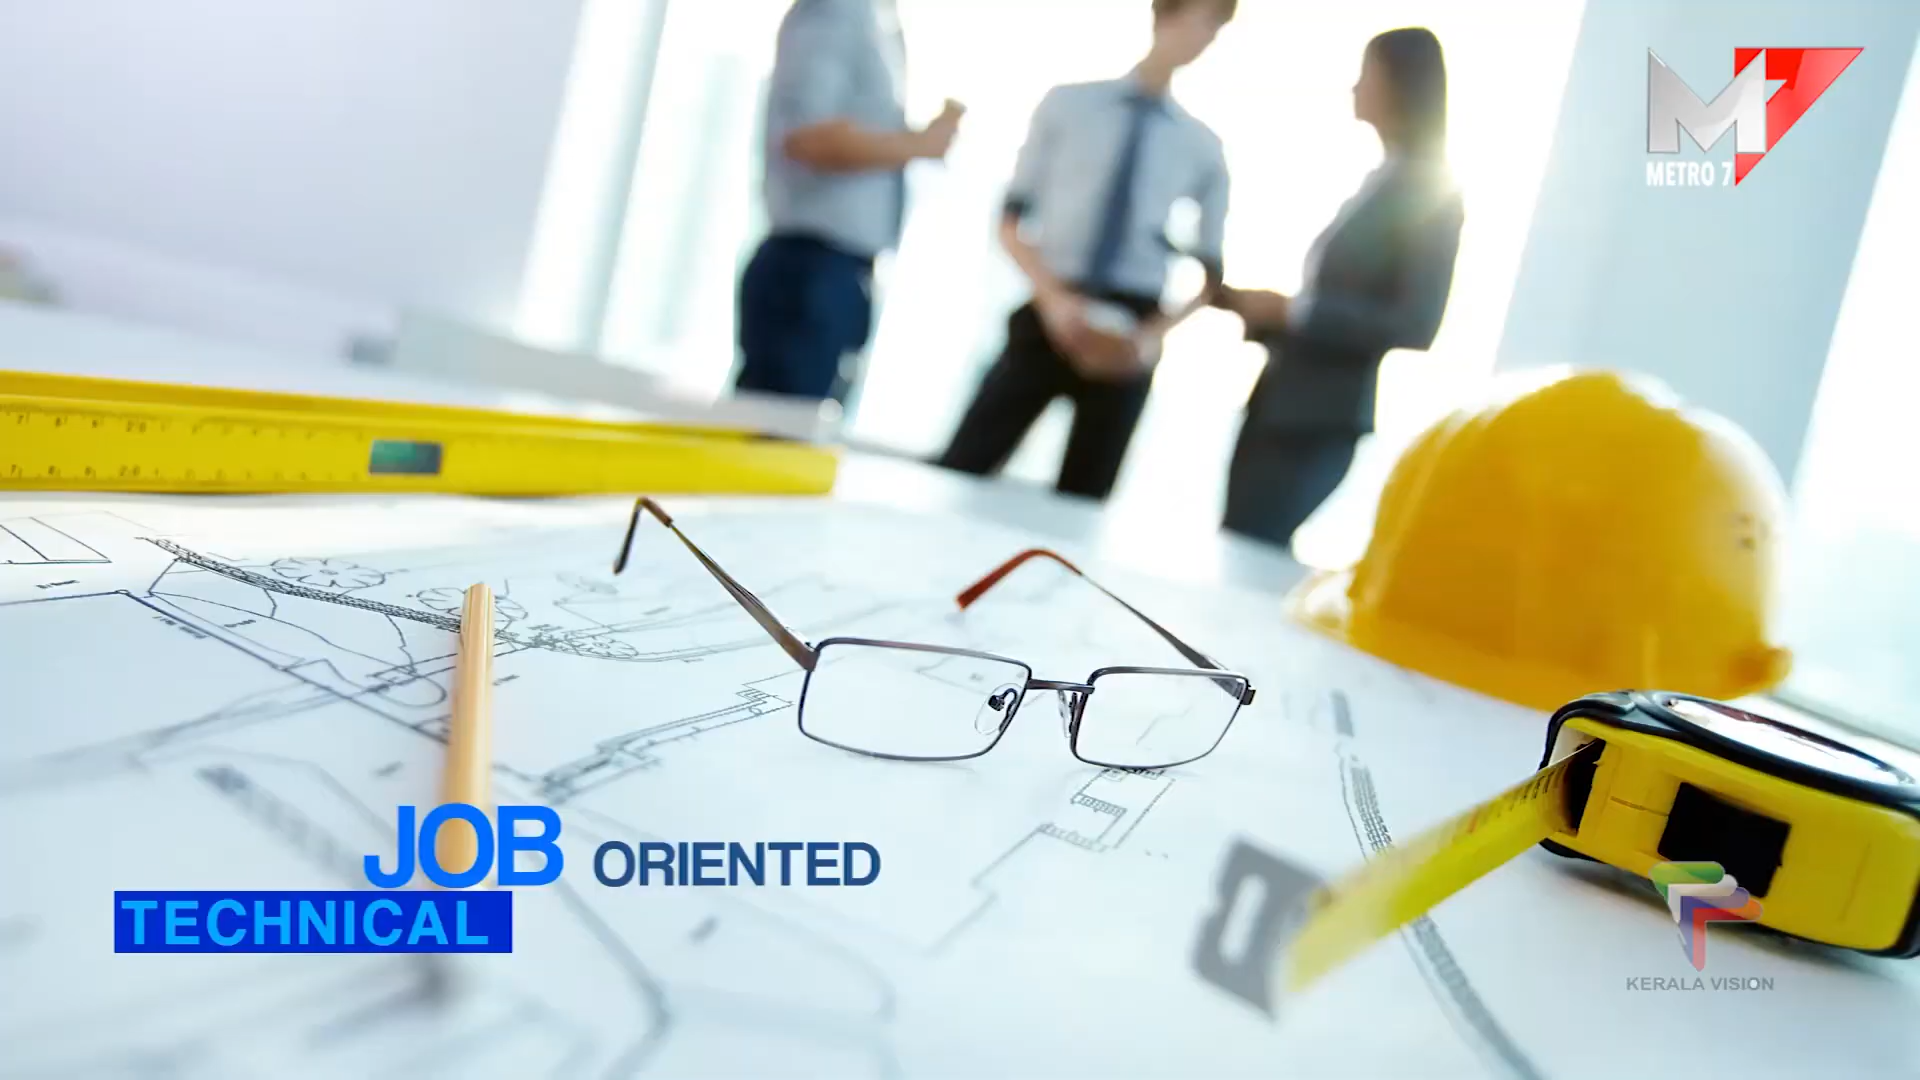 METRO 7
JOB ORIENTED
TECHNICAL
KERALA VISION